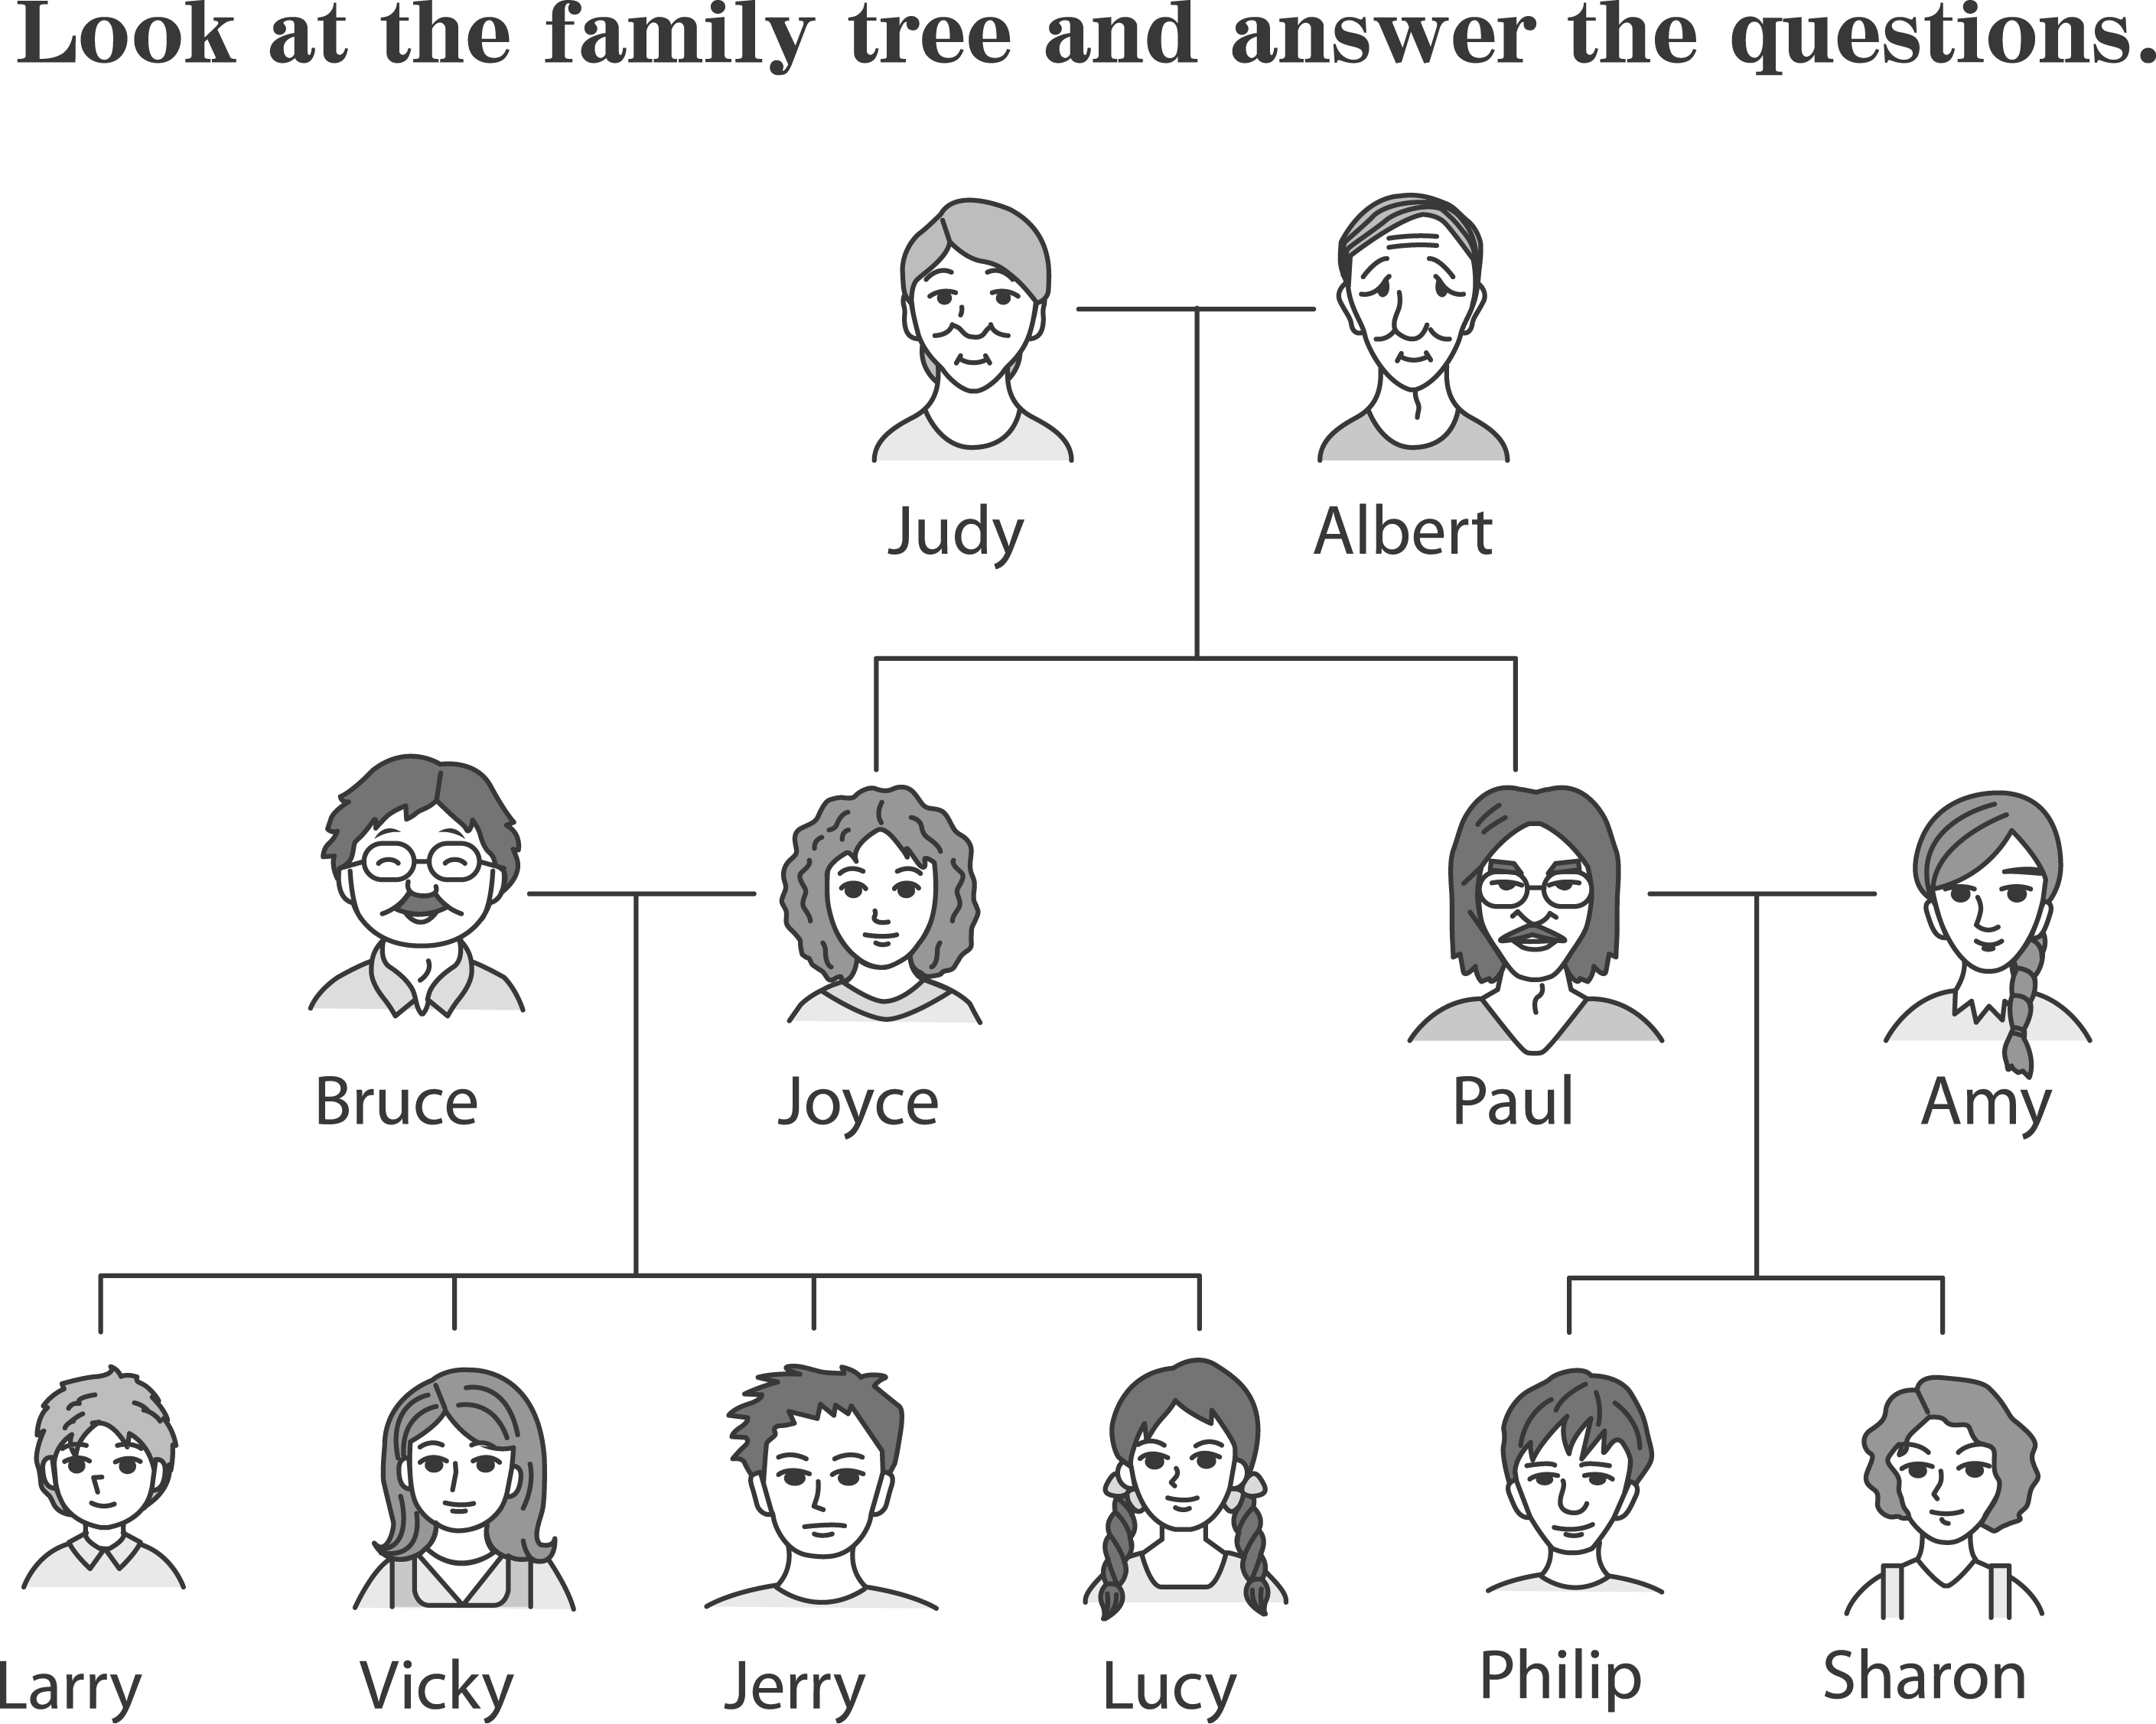 Look at the family tree and answer the questions.
Judy Albert
Bruce Joyce Paul Amy
Larry Vicky Jerry Lucy Philip Sharon